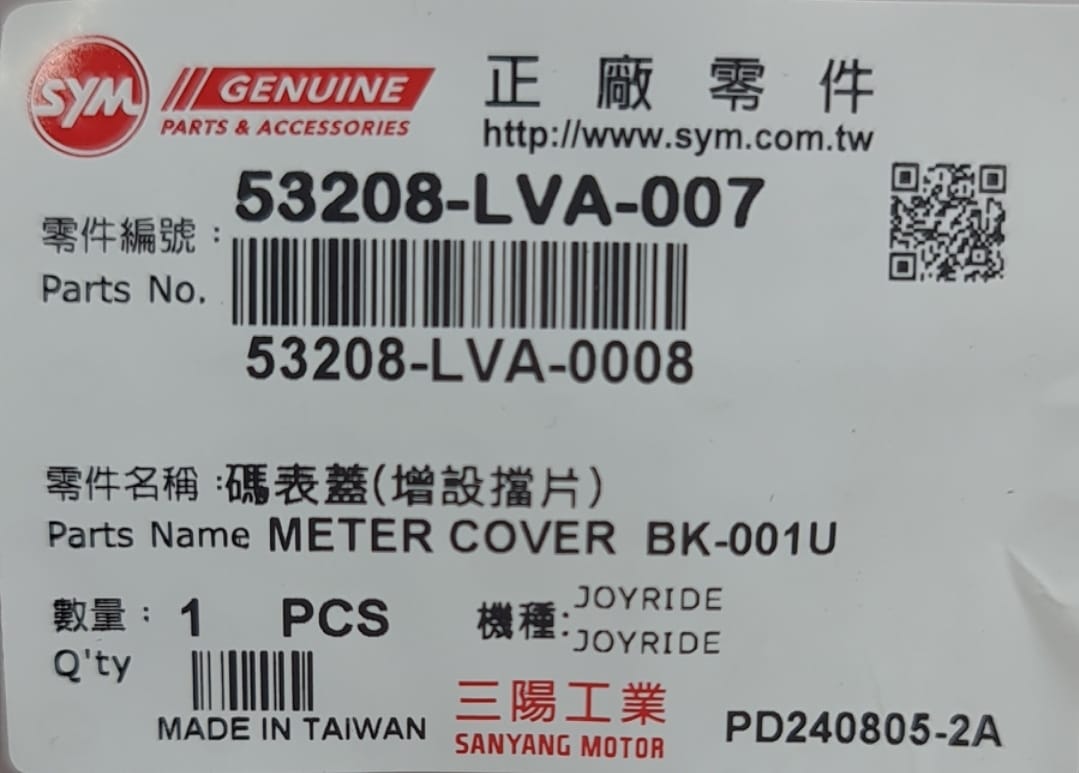 SYM GENUINE 正廠零件
PARTS & ACCESSORIES
http://www.sym.com.tw
53208-LVA-007
零件編號：
Parts No.
53208-LVA-0008
零件名稱：碼表蓋(增設擋片)
Parts Name METER COVER BK-001U
數量： 1 PCS
Q'ty
機種：JOYRIDE
JOYRIDE
MADE IN TAIWAN
三陽工業
SANYANG MOTOR
PD240805-2A